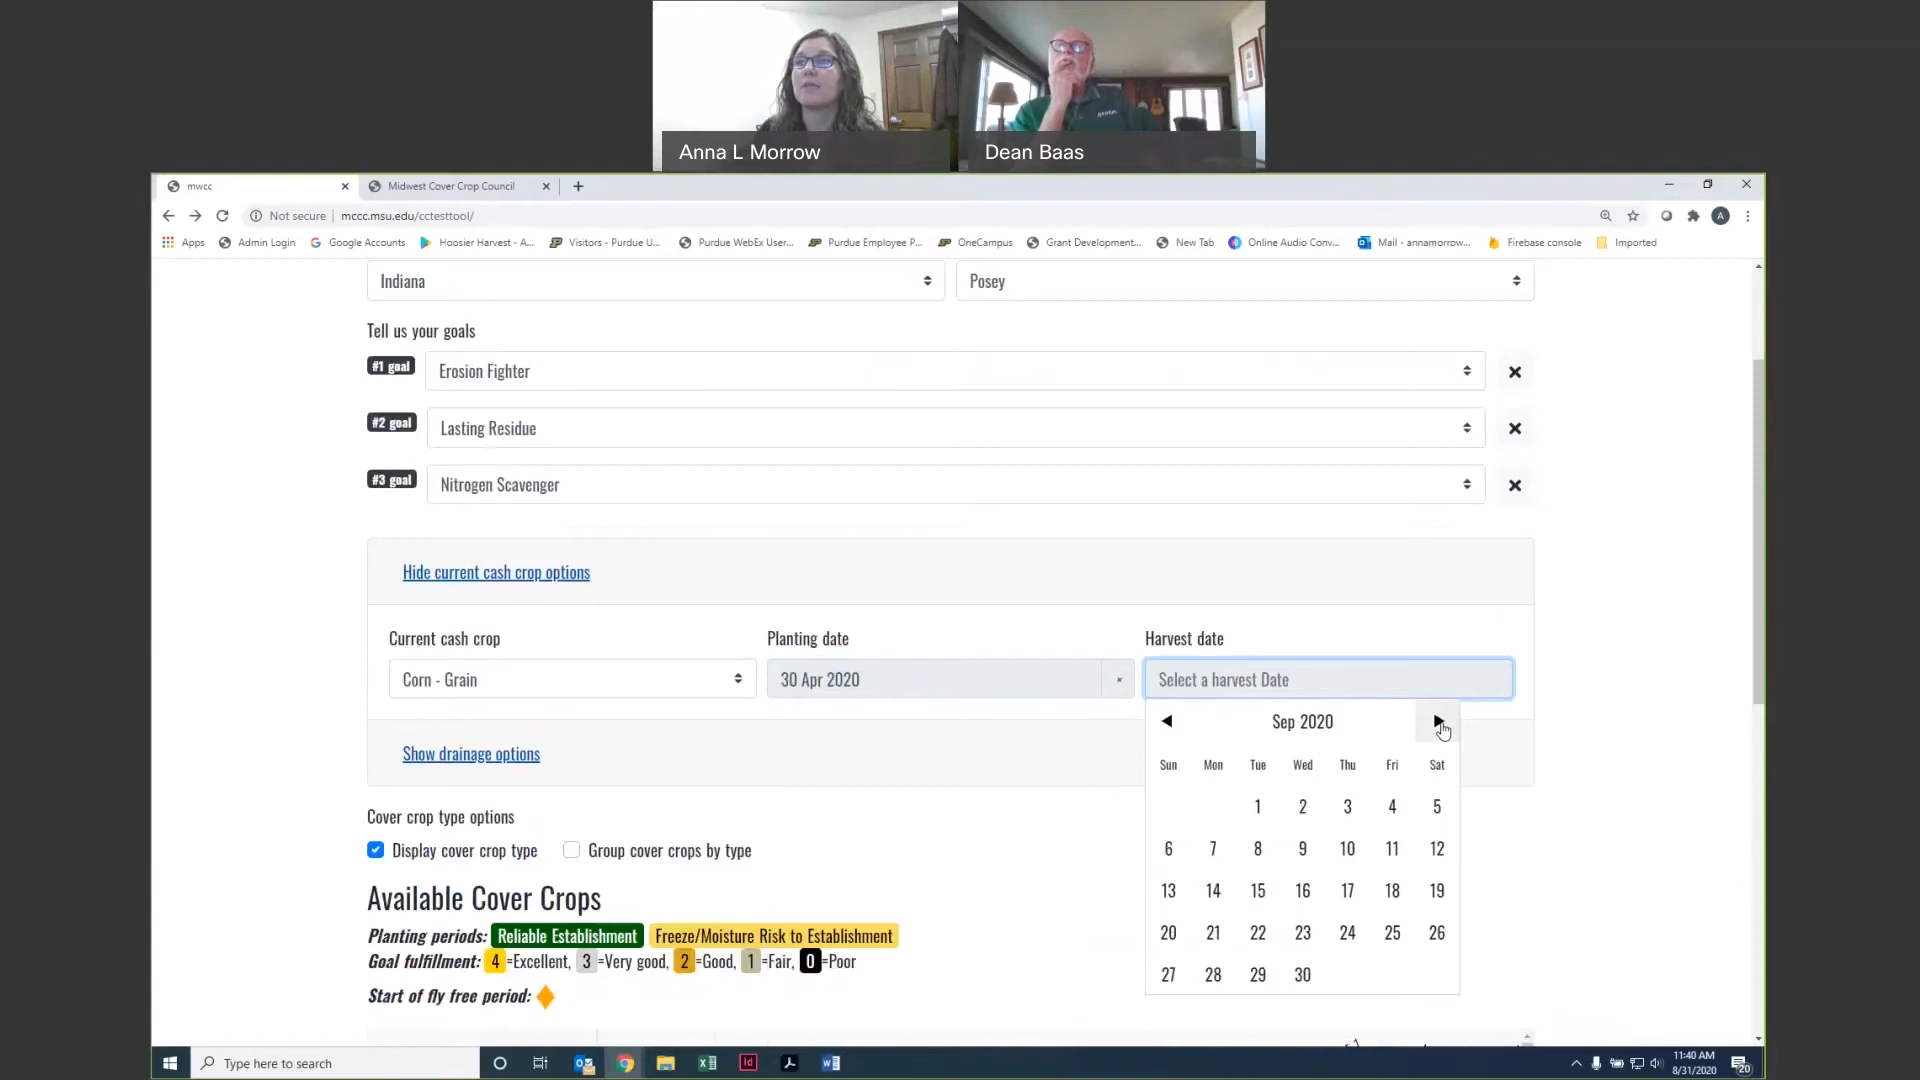 Anna L Morrow
Dean Baas
mwcc
Midwest Cover Crop Council
Not secure | mccc.msu.edu/cctesttool/
A
Apps
Admin Login
Google Accounts
Hoosier Harvest - A...
Visitors - Purdue U...
Purdue WebEx User...
Purdue Employee P...
OneCampus
Grant Development...
New Tab
Online Audio Conv...
Mail - annamorrow...
Firebase console
Imported
Indiana
Posey
Tell us your goals
#1 goal
Erosion Fighter
#2 goal
Lasting Residue
#3 goal
Nitrogen Scavenger
Hide current cash crop options
Current cash crop
Planting date
Harvest date
Corn - Grain
30 Apr 2020
Select a harvest Date
Sep 2020
Sun Mon Tue Wed Thu Fri Sat
1 2 3 4 5
6 7 8 9 10 11 12
13 14 15 16 17 18 19
20 21 22 23 24 25 26
27 28 29 30
Show drainage options
Cover crop type options
Display cover crop type
Group cover crops by type
Available Cover Crops
Planting periods: Reliable Establishment Freeze/Moisture Risk to Establishment
Goal fulfillment: 4 =Excellent, 3 =Very good, 2 =Good, 1 =Fair, 0 =Poor
Start of fly free period:
Type here to search
11:40 AM
8/31/2020
20